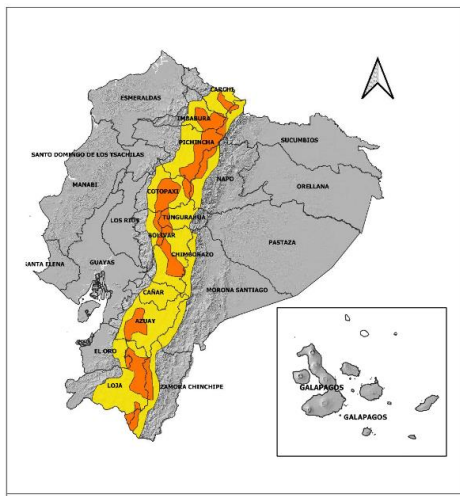 CARCHI
ESMERALDAS
IMBABURA
PICHINCHA
SUCUMBIOS
SANTO DOMINGO DE LOS TSACHILAS
NAPO
ORELLANA
MANABI
COTOPAXI
LOS RIOS
TUNGURAHUA
BOLIVAR
PASTAZA
SANTA ELENA
GUAYAS
CHIMBORAZO
CAÑAR
MORONA SANTIAGO
AZUAY
EL ORO
LOJA
ZAMORA CHINCHIPE
GALAPAGOS
GALAPAGOS